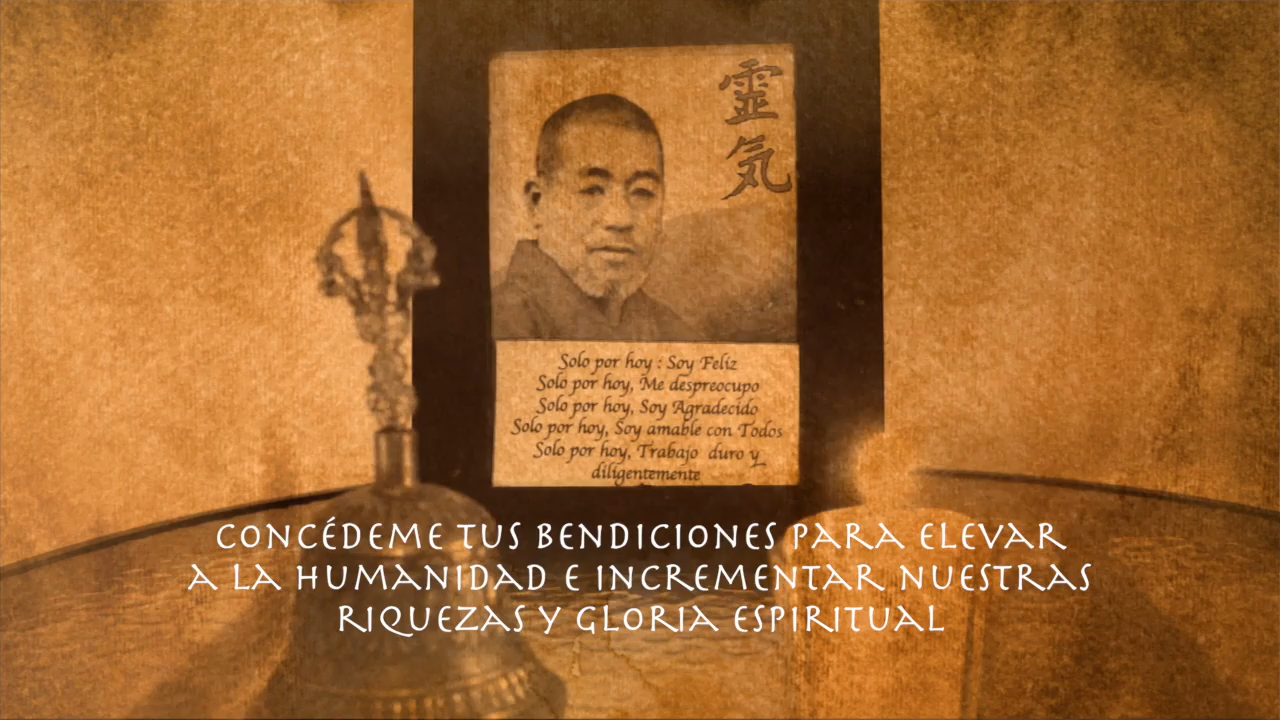 靈
気
Solo por hoy : Soy Feliz
Solo por hoy, Me despreocupo
Solo por hoy, Soy Agradecido
Solo por hoy, Soy amable con Todos
Solo por hoy, Trabajo duro y
diligentemente
CONCÉDEME TUS BENDICIONES PARA ELEVAR
A LA HUMANIDAD E INCREMENTAR NUESTRAS
RIQUEZAS Y GLORIA ESPIRITUAL